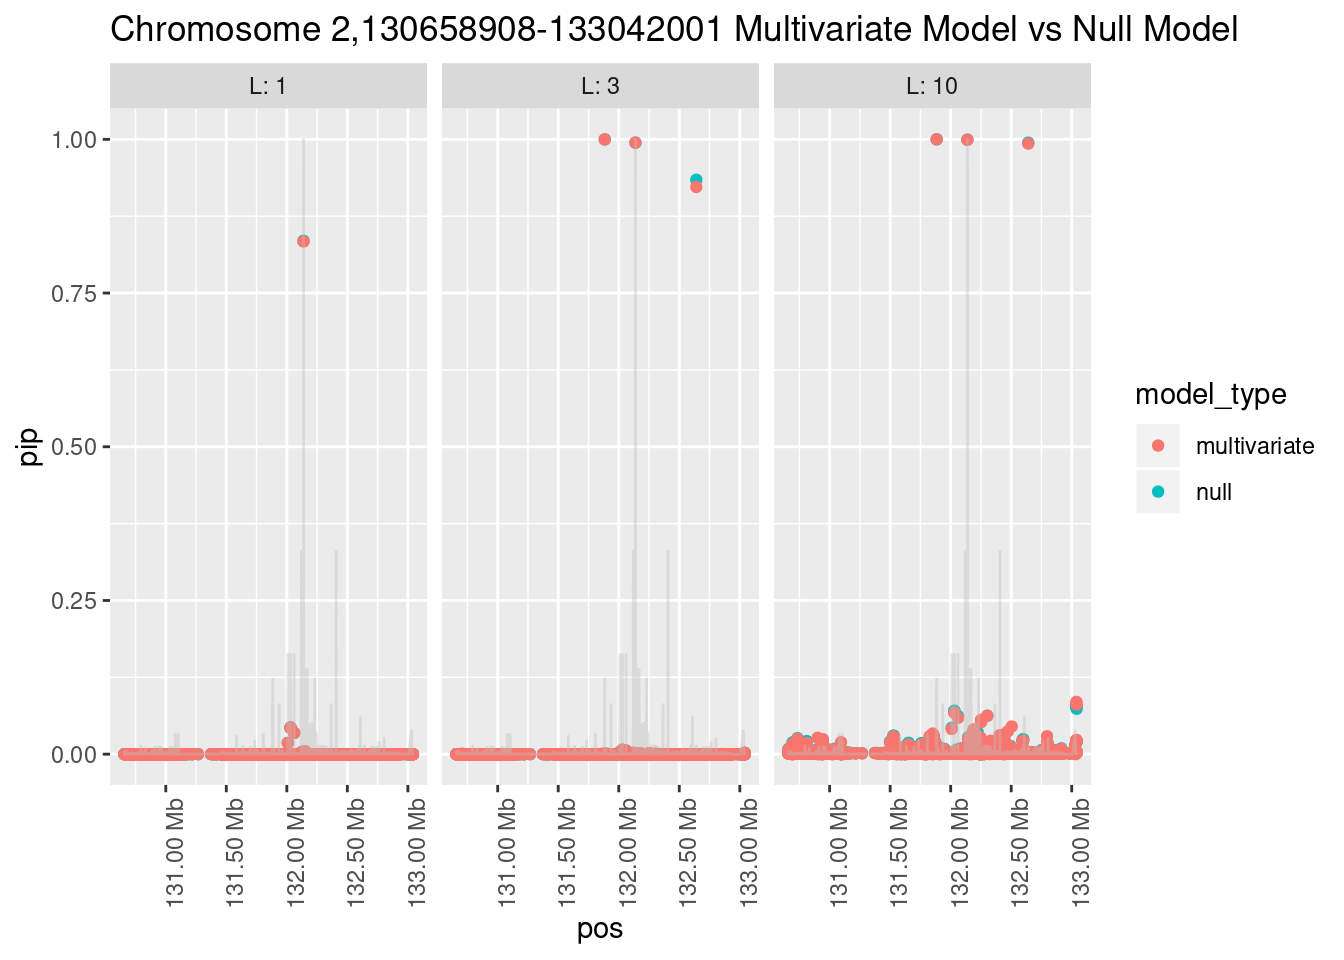 Chromosome 2,130658908-133042001 Multivariate Model vs Null Model
L: 1
L: 3
L: 10
1.00
0.75
0.50
0.25
0.00
pip
131.00 Mb
131.50 Mb
132.00 Mb
132.50 Mb
133.00 Mb
131.00 Mb
131.50 Mb
132.00 Mb
132.50 Mb
133.00 Mb
131.00 Mb
131.50 Mb
132.00 Mb
132.50 Mb
133.00 Mb
pos
model_type
multivariate
null